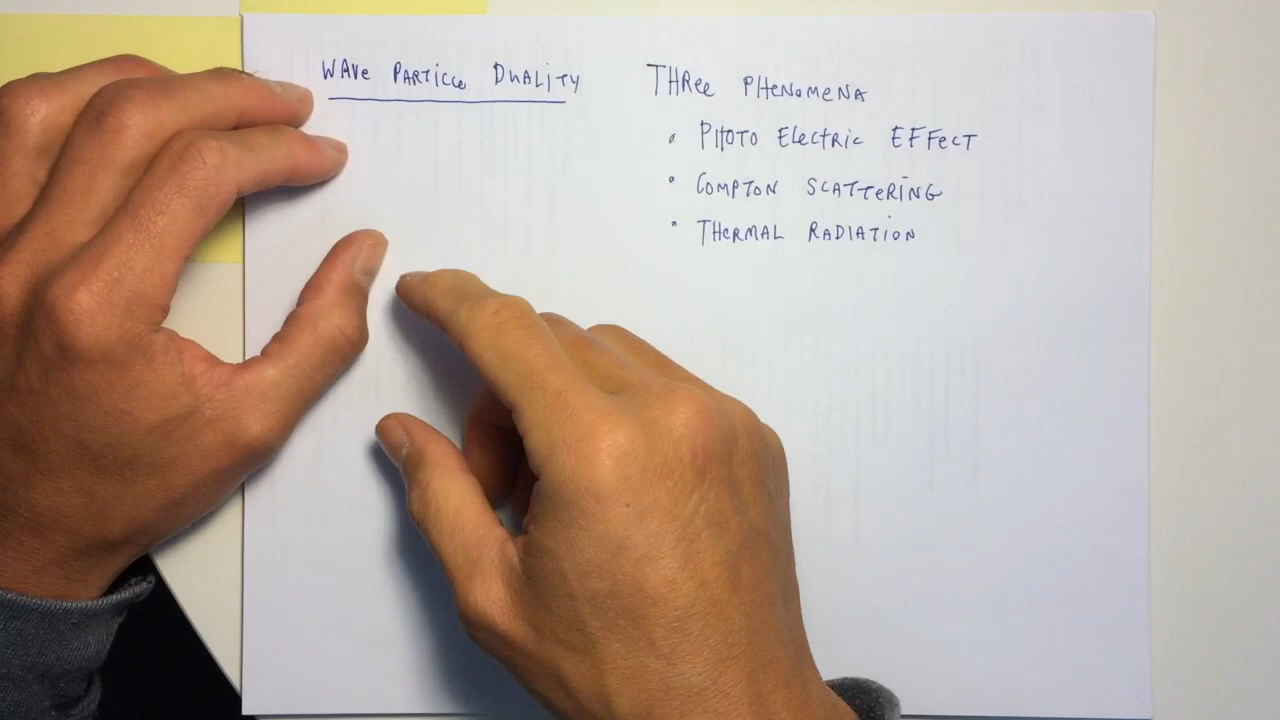 WAVe PARTICLe DUALITY
THRee PHENOMENA
• PHOTO Electric EFFecT
• COMPTON SCATTeRING
• THeRMAL RADIATION